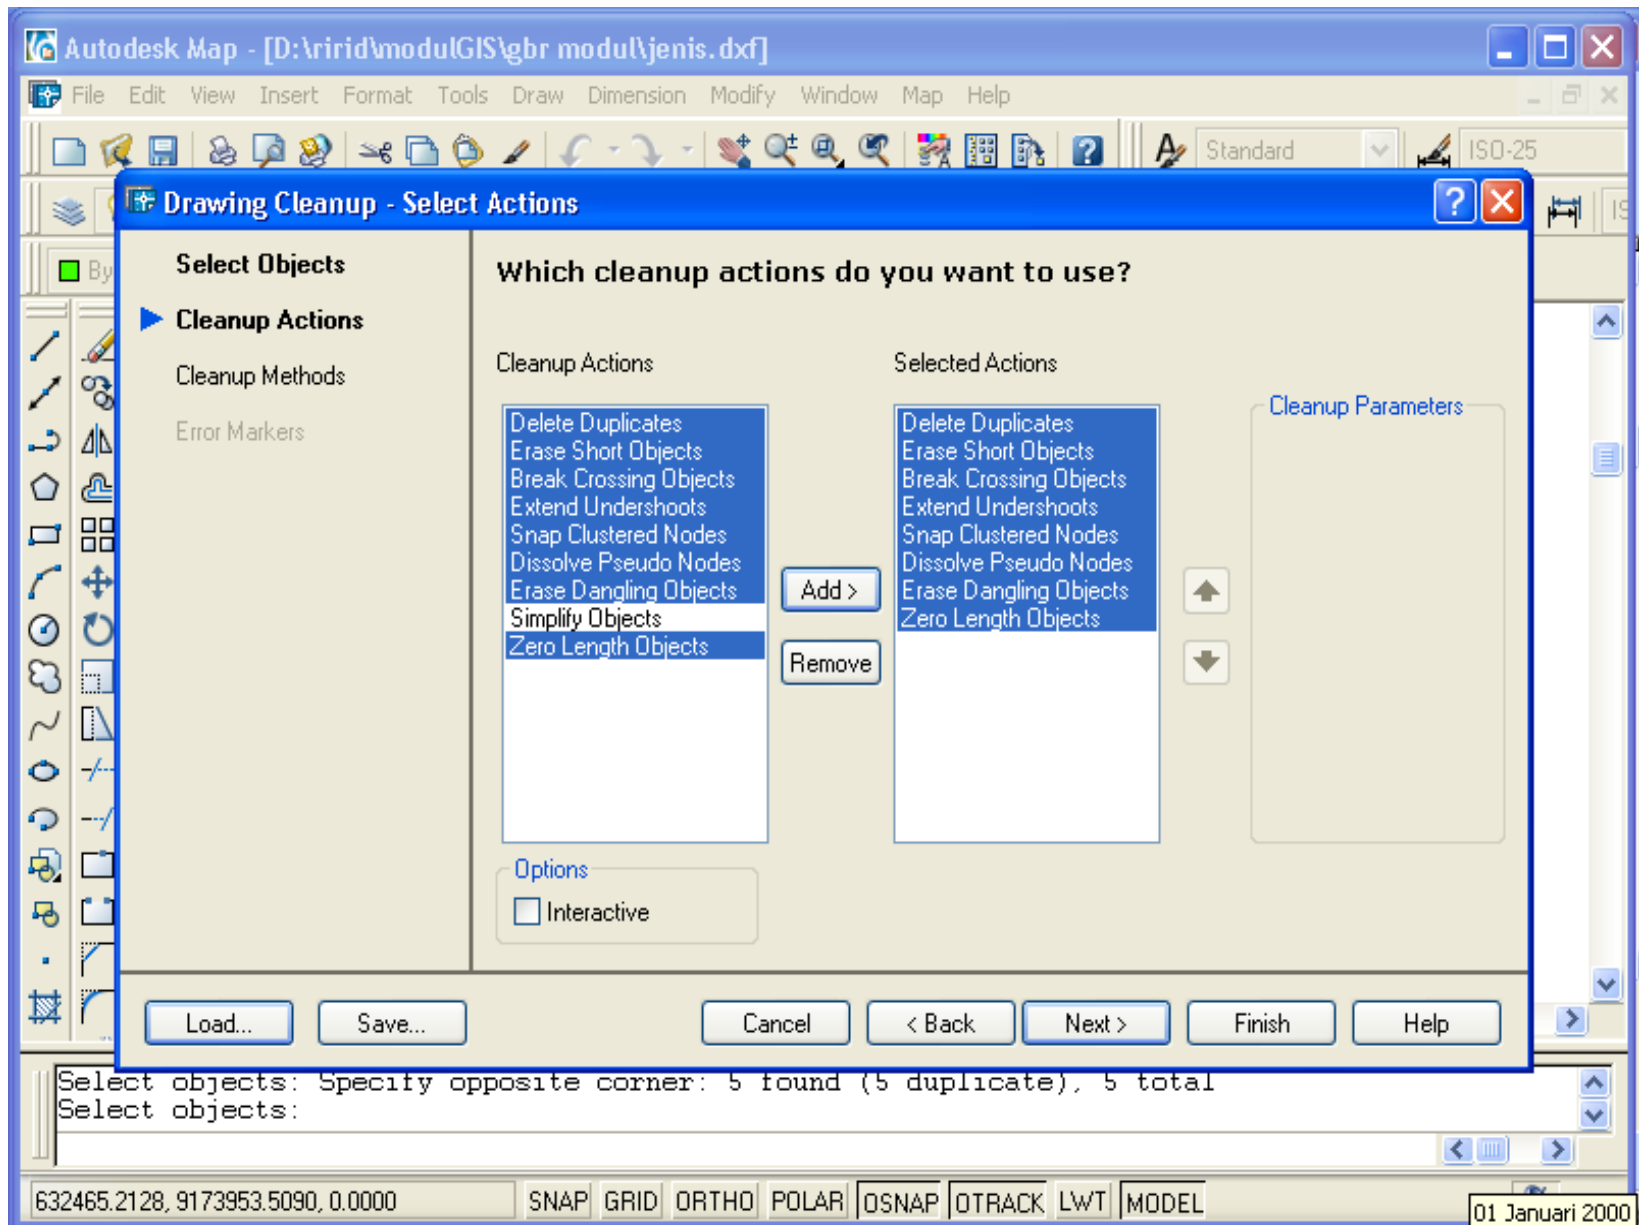 Autodesk Map - [D:\ririd\modulGIS\gbr modul\jenis.dxf]
File Edit View Insert Format Tools Draw Dimension Modify Window Map Help
Standard ISO-25
Drawing Cleanup - Select Actions
By
Select Objects
Cleanup Actions
Cleanup Methods
Error Markers
Which cleanup actions do you want to use?
Cleanup Actions
Delete Duplicates
Erase Short Objects
Break Crossing Objects
Extend Undershoots
Snap Clustered Nodes
Dissolve Pseudo Nodes
Erase Dangling Objects
Simplify Objects
Zero Length Objects
Add >
Remove
Selected Actions
Delete Duplicates
Erase Short Objects
Break Crossing Objects
Extend Undershoots
Snap Clustered Nodes
Dissolve Pseudo Nodes
Erase Dangling Objects
Zero Length Objects
Cleanup Parameters
Options
Interactive
Load... Save... Cancel < Back Next > Finish Help
Select objects: Specify opposite corner: 5 found (5 duplicate), 5 total
Select objects:
632465.2128, 9173953.5090, 0.0000 SNAP GRID ORTHO POLAR OSNAP OTRACK LWT MODEL
01 Januari 2000